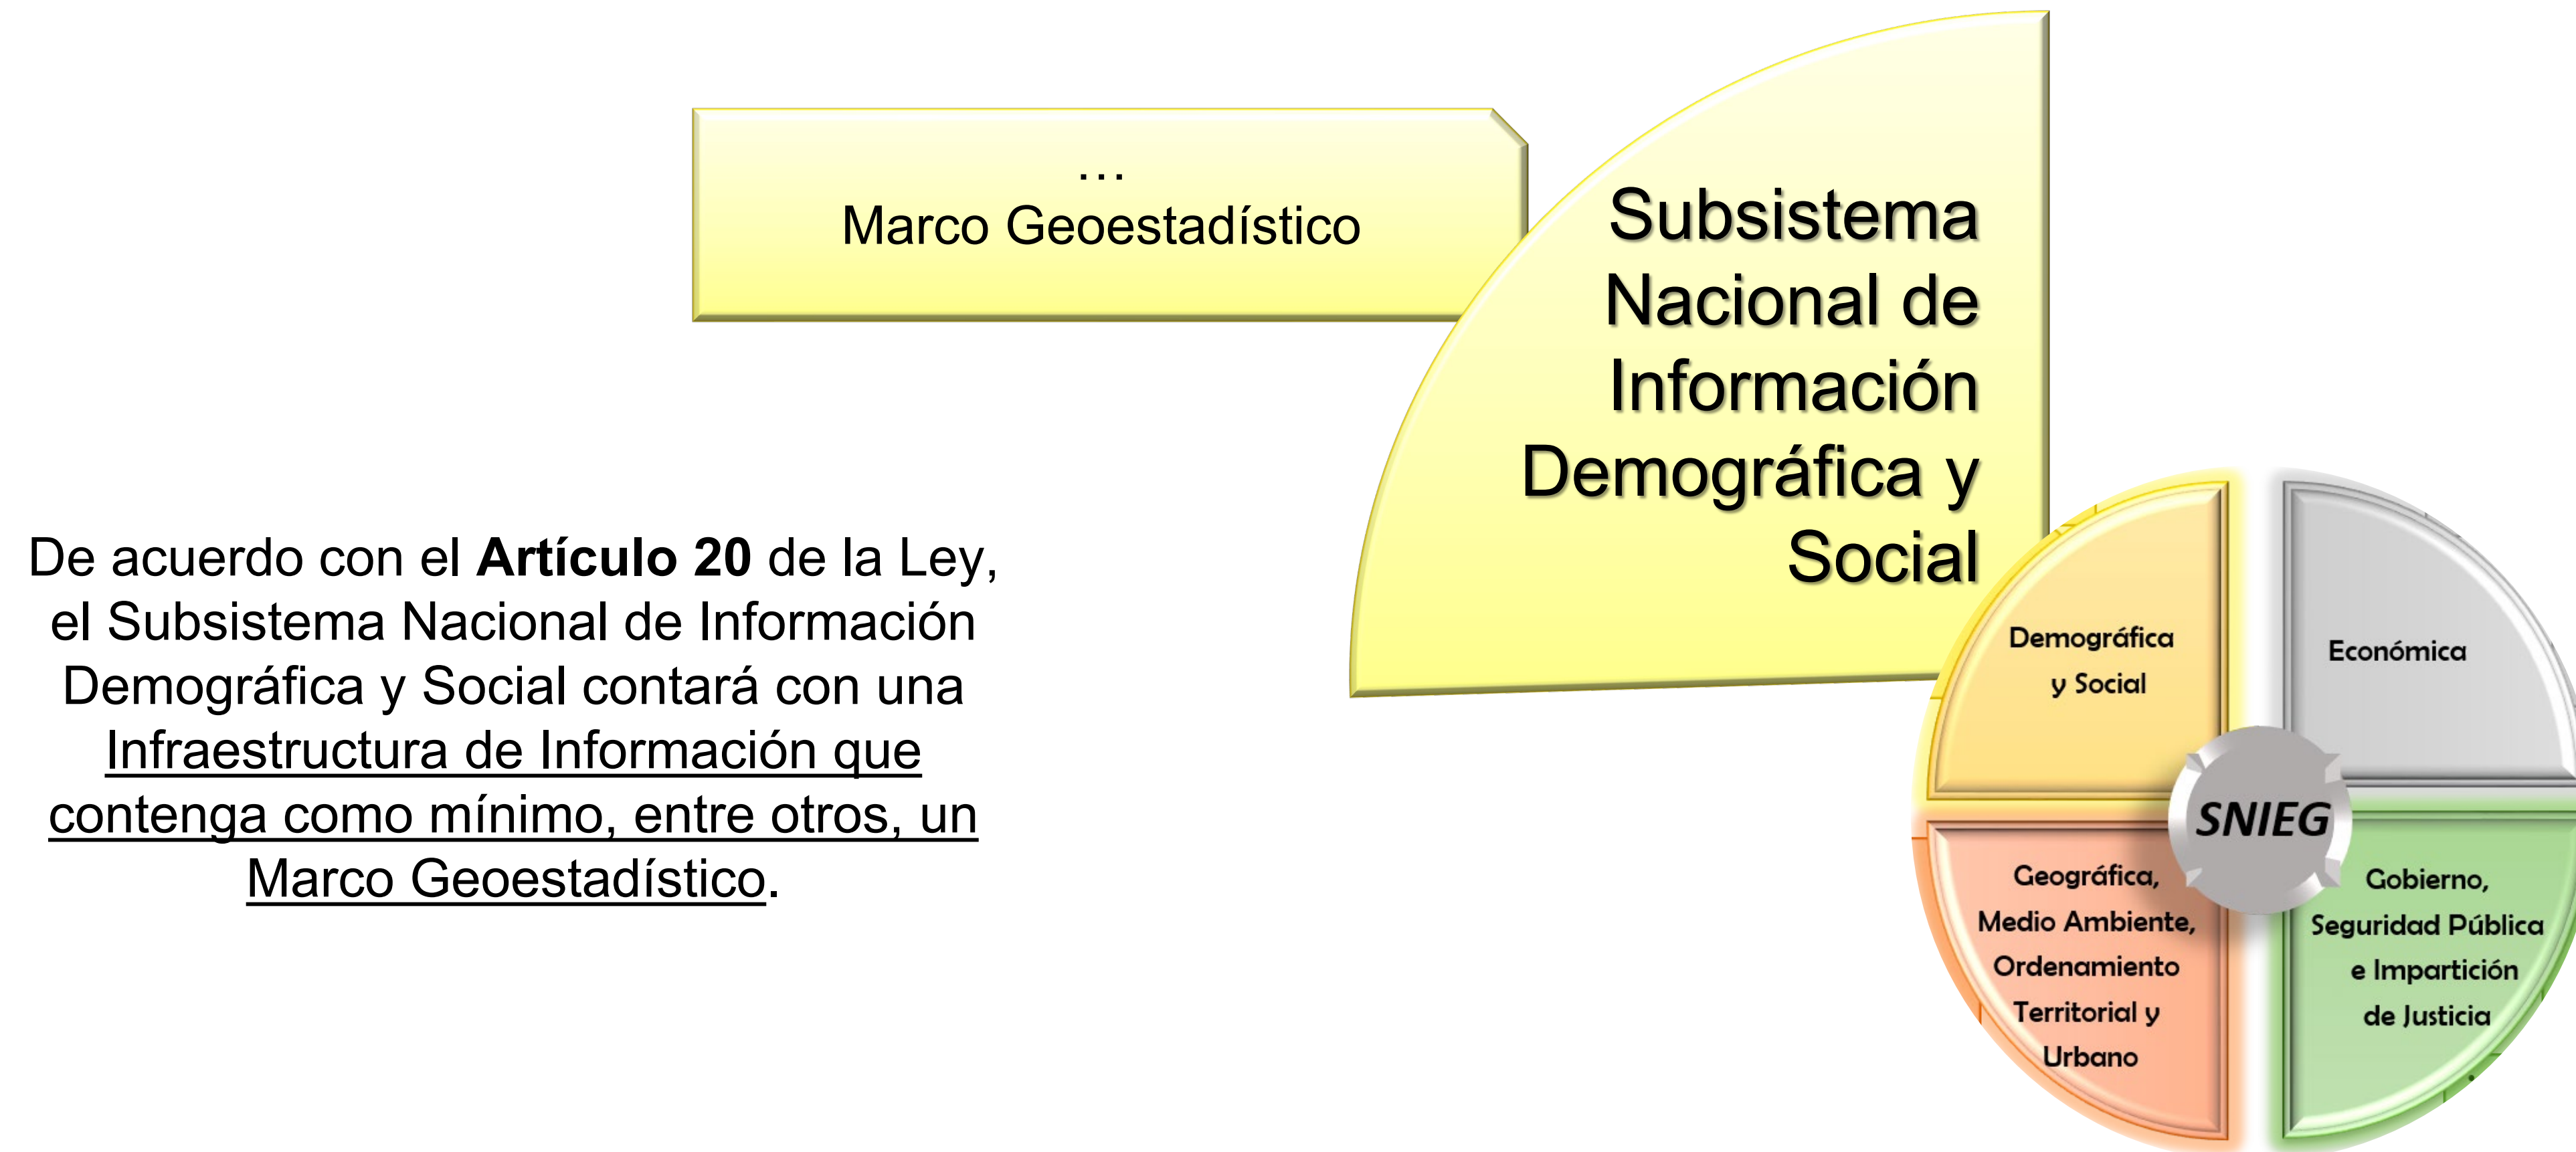 …
Marco Geoestadístico
Subsistema
Nacional de
Información
Demográfica y
Social
De acuerdo con el Artículo 20 de la Ley,
el Subsistema Nacional de Información
Demográfica y Social contará con una
Infraestructura de Información que
contenga como mínimo, entre otros, un
Marco Geoestadístico.
Demográfica
y Social
Económica
SNIEG
Geográfica,
Medio Ambiente,
Ordenamiento
Territorial y
Urbano
Gobierno,
Seguridad Pública
e Impartición
de Justicia